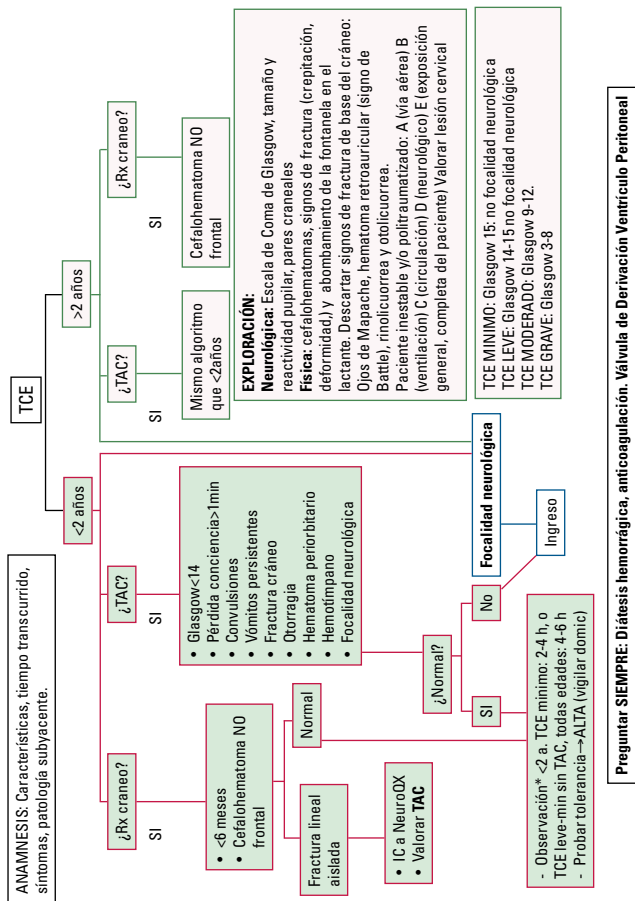 ANAMNESIS: Características, tiempo transcurrido,
síntomas, patología subyacente.
TCE
<2 años
>2 años
¿Rx craneo?
SI
• <6 meses
• Cefalohematoma NO
frontal
Fractura lineal
aislada
Normal
• IC a NeuroQX
• Valorar TAC
¿TAC?
SI
• Glasgow<14
• Pérdida conciencia>1min
• Convulsiones
• Vómitos persistentes
• Fractura cráneo
• Otorragia
• Hematoma periorbitario
• Hemotímpano
• Focalidad neurológica
¿Normal?
SI
No
- Observación* <2 a. TCE minimo: 2-4 h, o
TCE leve-min sin TAC, todas edades: 4-6 h
- Probar tolerancia→ALTA (vigilar domic)
Focalidad neurológica
Ingreso
¿TAC?
SI
Mismo algoritmo
que <2años
¿Rx craneo?
SI
Cefalohematoma NO
frontal
EXPLORACIÓN:
Neurológica: Escala de Coma de Glasgow, tamaño y
reactividad pupilar, pares craneales
Física: cefalohematomas, signos de fractura (crepitación,
deformidad,) y abombamiento de la fontanela en el
lactante. Descartar signos de fractura de base del cráneo:
Ojos de Mapache, hematoma retroauricular (signo de
Battle), rinolicuorrea y otolicuorrea.
Paciente inestable y/o politraumatizado: A (vía aérea) B
(ventilación) C (circulación) D (neurológico) E (exposición
general, completa del paciente) Valorar lesión cervical
TCE MINIMO: Glasgow 15: no focalidad neurológica
TCE LEVE: Glasgow 14-15 no focalidad neurológica
TCE MODERADO: Glasgow 9-12.
TCE GRAVE: Glasgow 3-8
Preguntar SIEMPRE: Diátesis hemorrágica, anticoagulación. Válvula de Derivación Ventrículo Peritoneal